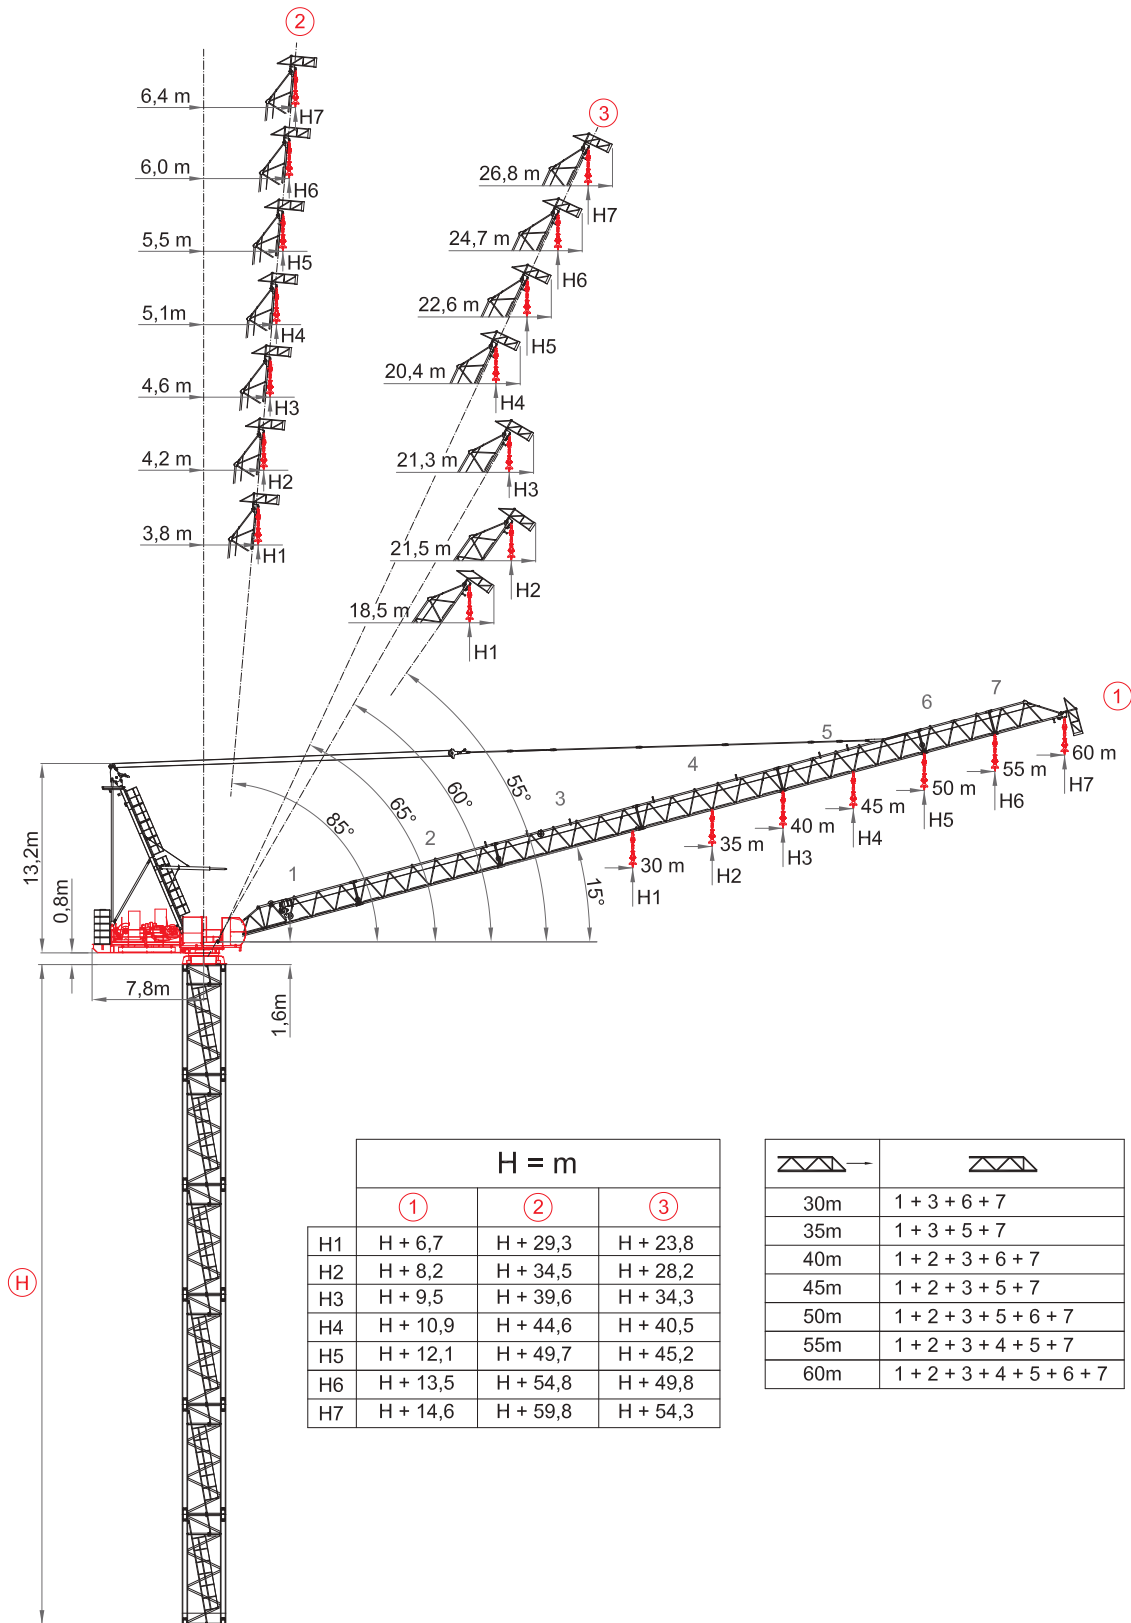 2
6,4 m
H7
3
6,0 m
H6
26,8 m
H7
5,5 m
H5
24,7 m
H6
5,1m
H4
22,6 m
H5
4,6 m
H3
20,4 m
H4
4,2 m
H2
21,3 m
H3
3,8 m
H1
21,5 m
H2
18,5 m
H1
85°
65°
60°
55°
15°
1
2
3
4
5
6
7
1
30 m
H1
35 m
H2
40 m
H3
45 m
H4
50 m
H5
55 m
H6
60 m
H7
13,2m
0,8m
7,8m
1,6m
H
H = m
1 2 3
H1 H + 6,7 H + 29,3 H + 23,8
H2 H + 8,2 H + 34,5 H + 28,2
H3 H + 9,5 H + 39,6 H + 34,3
H4 H + 10,9 H + 44,6 H + 40,5
H5 H + 12,1 H + 49,7 H + 45,2
H6 H + 13,5 H + 54,8 H + 49,8
H7 H + 14,6 H + 59,8 H + 54,3
30m 1 + 3 + 6 + 7
35m 1 + 3 + 5 + 7
40m 1 + 2 + 3 + 6 + 7
45m 1 + 2 + 3 + 5 + 7
50m 1 + 2 + 3 + 5 + 6 + 7
55m 1 + 2 + 3 + 4 + 5 + 7
60m 1 + 2 + 3 + 4 + 5 + 6 + 7